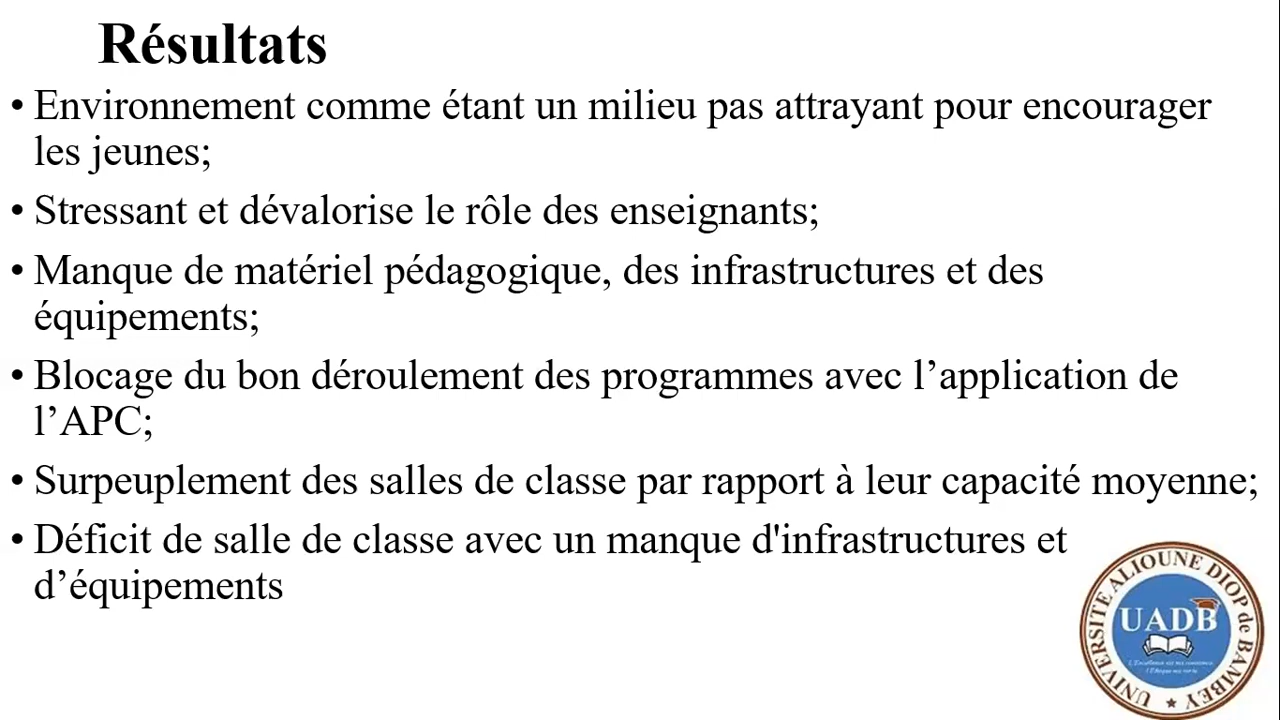 Résultats
• Environnement comme étant un milieu pas attrayant pour encourager
les jeunes;
• Stressant et dévalorise le rôle des enseignants;
• Manque de matériel pédagogique, des infrastructures et des
équipements;
• Blocage du bon déroulement des programmes avec l’application de
l’APC;
• Surpeuplement des salles de classe par rapport à leur capacité moyenne;
• Déficit de salle de classe avec un manque d'infrastructures et
d’équipements
UNIVERSITE ALIOUNE DIOP de BAMBEY
UADB